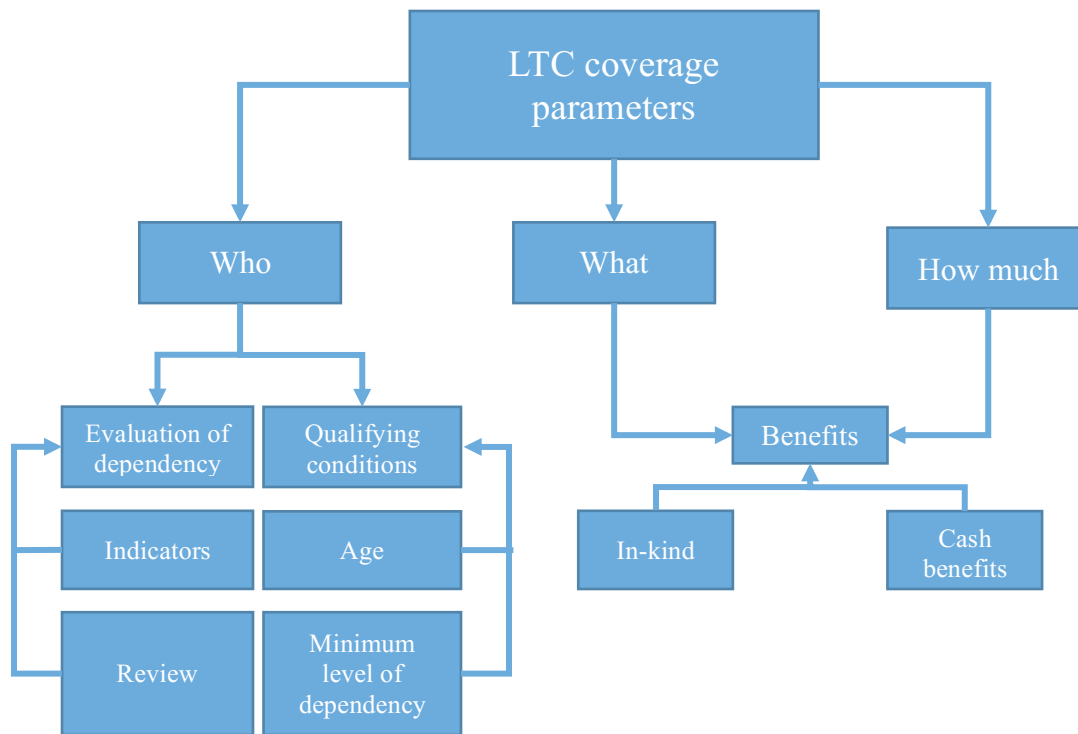 LTC coverage
parameters
Who
What
How much
Evaluation of
dependency
Qualifying
conditions
Benefits
Indicators
Age
In-kind
Cash
benefits
Review
Minimum
level of
dependency